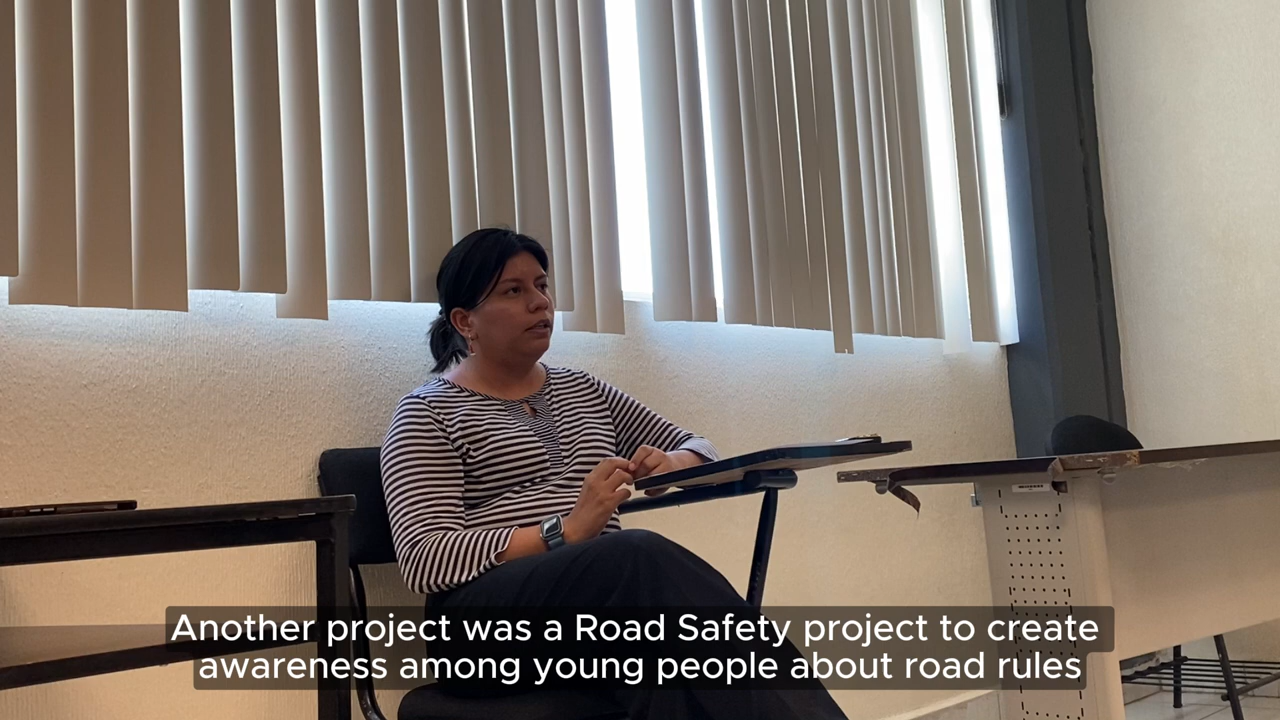 Another project was a Road Safety project to create
awareness among young people about road rules